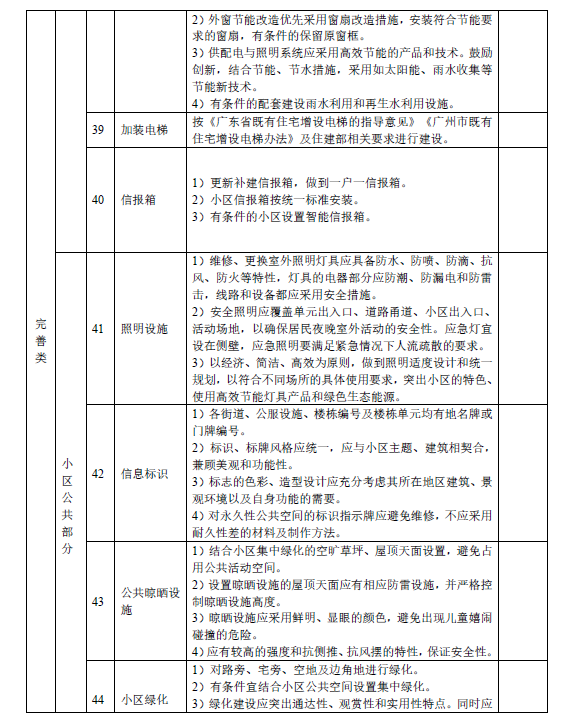 2）外窗节能改造优先采用窗扇改造措施，安装符合节能要
求的窗扇，有条件的保留原窗框。
3）供配电与照明系统应采用高效节能的产品和技术。鼓励
创新，结合节能、节水措施，采用如太阳能、雨水收集等
节能新技术。
4）有条件的配套建设雨水利用和再生水利用设施。
39
加装电梯
按《广东省既有住宅增设电梯的指导意见》《广州市既有
住宅增设电梯办法》及住建部相关要求进行建设。
40
信报箱
1）更新补建信报箱，做到一户一信报箱。
2）小区信报箱按统一标准安装。
3）有条件的小区设置智能信报箱。
完善类
小区公共部分
41
照明设施
1）维修、更换室外照明灯具应具备防水、防喷、防滴、抗
风、防火等特性，灯具的电器部分应防潮、防漏电和防雷
击，线路和设备都应采用安全措施。
2）安全照明应覆盖单元出入口、道路甬道、小区出入口、
活动场地，以确保居民夜晚室外活动的安全性。应急灯宜
设在侧壁，应急照明要满足紧急情况下人流疏散的要求。
3）以经济、简洁、高效为原则，做到照明适度设计和统一
规划，以符合不同场所的具体使用要求，突出小区的特色、
使用高效节能灯具产品和绿色生态能源。
42
信息标识
1）各街道、公服设施、楼栋编号及楼栋单元均有地名牌或
门牌编号。
2）标识、标牌风格应统一，应与小区主题、建筑相契合，
兼顾美观和功能性。
3）标志的色彩、造型设计应充分考虑其所在地区建筑、景
观环境以及自身功能的需要。
4）对永久性公共空间的标识指示牌应避免维修，不应采用
耐久性差的材料及制作方法。
43
公共晾晒设
施
1）结合小区集中绿化的空旷草坪、屋顶天面设置，避免占
用公共活动空间。
2）设置晾晒设施的屋顶天面应有相应防雷设施，并严格控
制晾晒设施高度。
3）晾晒设施应采用鲜明、显眼的颜色，避免出现儿童嬉闹
碰撞的危险。
4）应有较高的强度和抗侧推、抗风摆的特性，保证安全性。
44
小区绿化
1）对路旁、宅旁、空地及边角地进行绿化。
2）有条件宜结合小区公共空间设置集中绿化。
3）绿化建设应突出通达性、观赏性和实用性特点。同时应